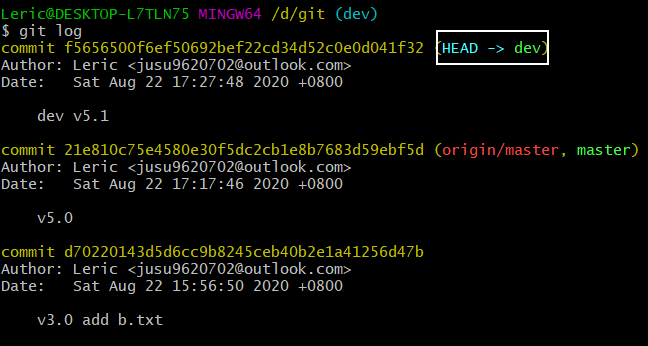 Leric@DESKTOP-L7TLN75 MINGW64 /d/git (dev)
$ git log
commit f5656500f6ef50692bef22cd34d52c0e0d041f32 (HEAD -> dev)
Author: Leric <jusu9620702@outlook.com>
Date:   Sat Aug 22 17:27:48 2020 +0800
    dev v5.1
commit 21e810c75e4580e30f5dc2cb1e8b7683d59ebf5d (origin/master, master)
Author: Leric <jusu9620702@outlook.com>
Date:   Sat Aug 22 17:17:46 2020 +0800
    v5.0
commit d70220143d5d6cc9b8245ceb40b2e1a41256d47b
Author: Leric <jusu9620702@outlook.com>
Date:   Sat Aug 22 15:56:50 2020 +0800
    v3.0 add b.txt